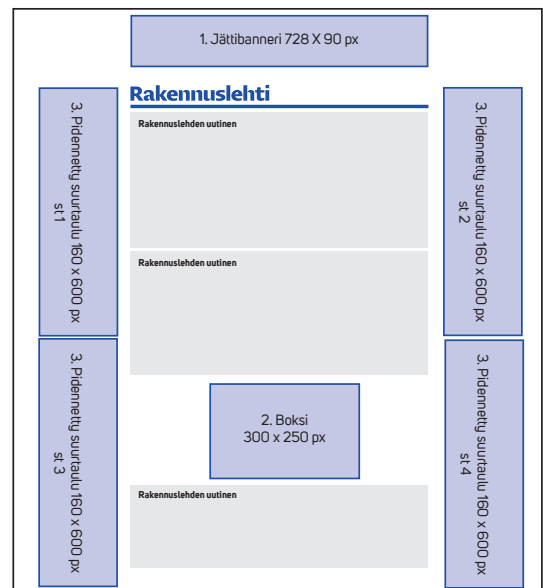 1. Jättibanneri 728 X 90 px
Rakennuslehti
3. Pidennetty suurtaulu 160 x 600 px
st 1
Rakennuslehden uutinen
3. Pidennetty suurtaulu 160 x 600 px
st 2
Rakennuslehden uutinen
3. Pidennetty suurtaulu 160 x 600 px
st 3
2. Boksi
300 x 250 px
3. Pidennetty suurtaulu 160 x 600 px
st 4
Rakennuslehden uutinen